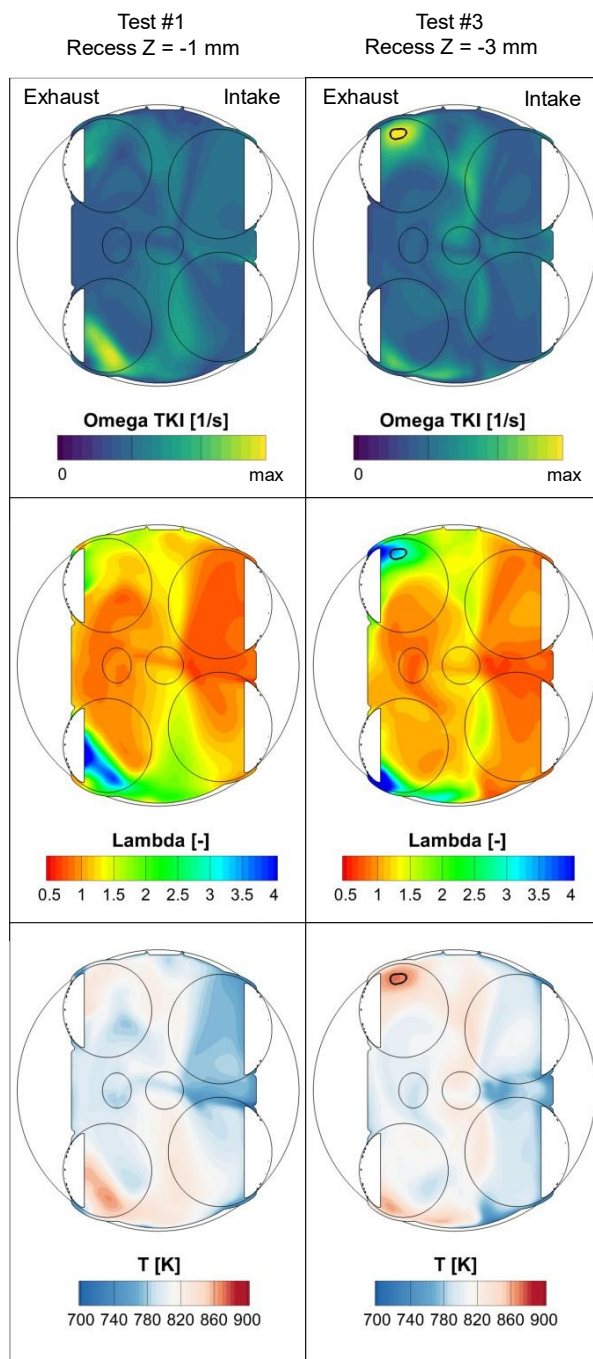 Test #1
Recess Z = -1 mm
Test #3
Recess Z = -3 mm
Exhaust Intake
Exhaust Intake
Omega TKI [1/s]
0 max
Omega TKI [1/s]
0 max
Lambda [-]
0.5 1 1.5 2 2.5 3 3.5 4
Lambda [-]
0.5 1 1.5 2 2.5 3 3.5 4
T [K]
700 740 780 820 860 900
T [K]
700 740 780 820 860 900